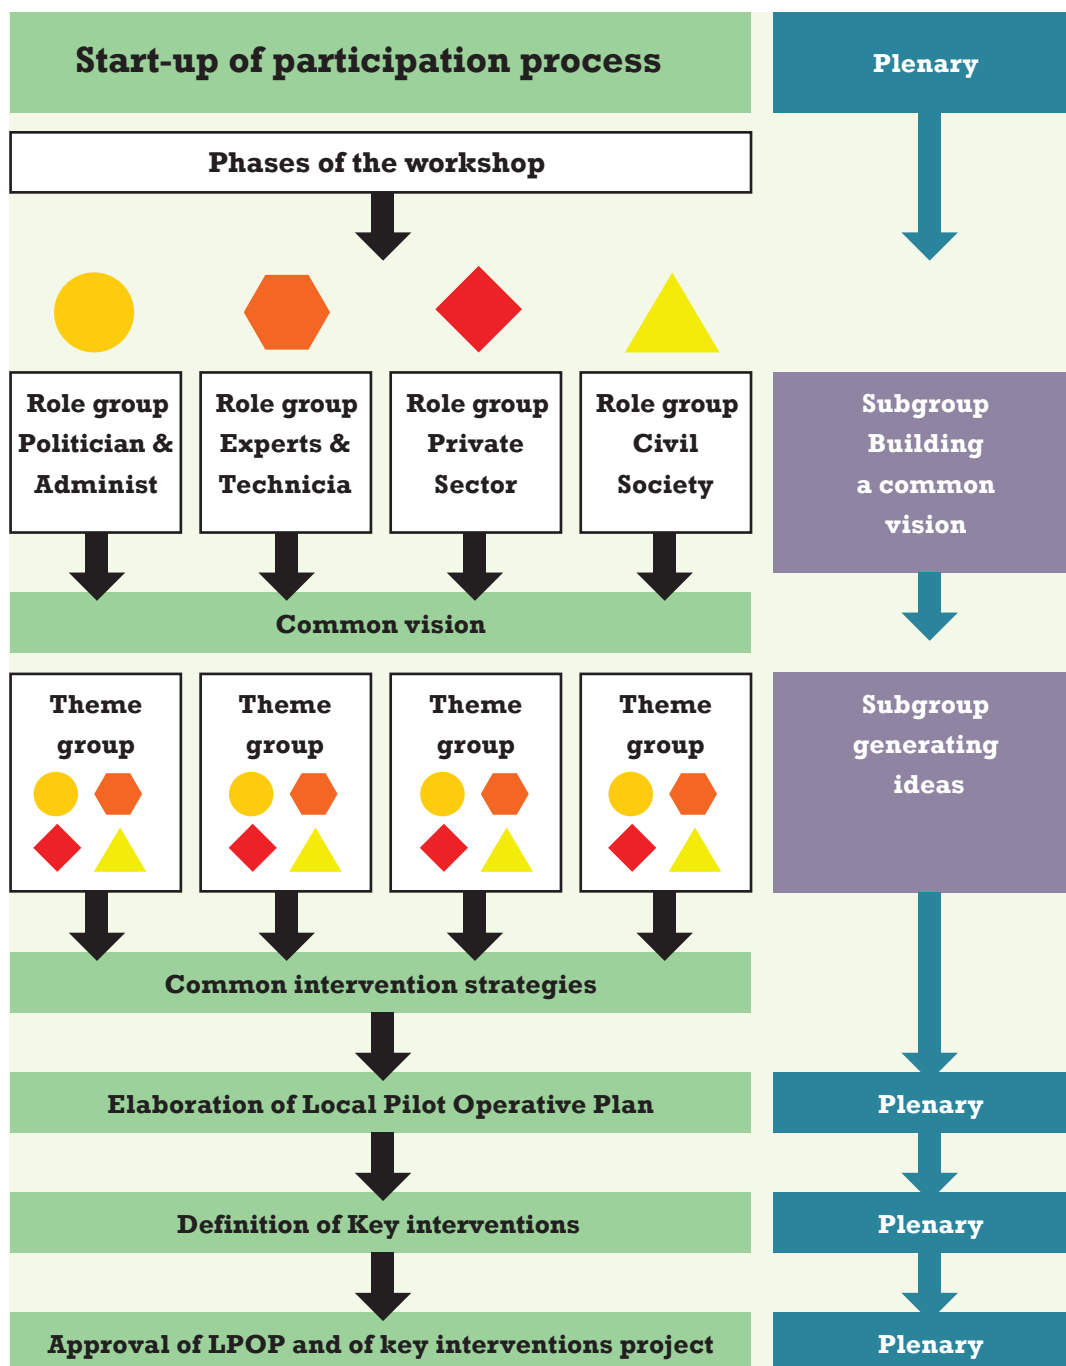 Start-up of participation process
Plenary
Phases of the workshop
Role group
Politician &
Administ
Role group
Experts &
Technicia
Role group
Private
Sector
Role group
Civil
Society
Subgroup
Building
a common
vision
Common vision
Theme
group
Theme
group
Theme
group
Theme
group
Subgroup
generating
ideas
Common intervention strategies
Elaboration of Local Pilot Operative Plan
Plenary
Definition of Key interventions
Plenary
Approval of LPOP and of key interventions project
Plenary